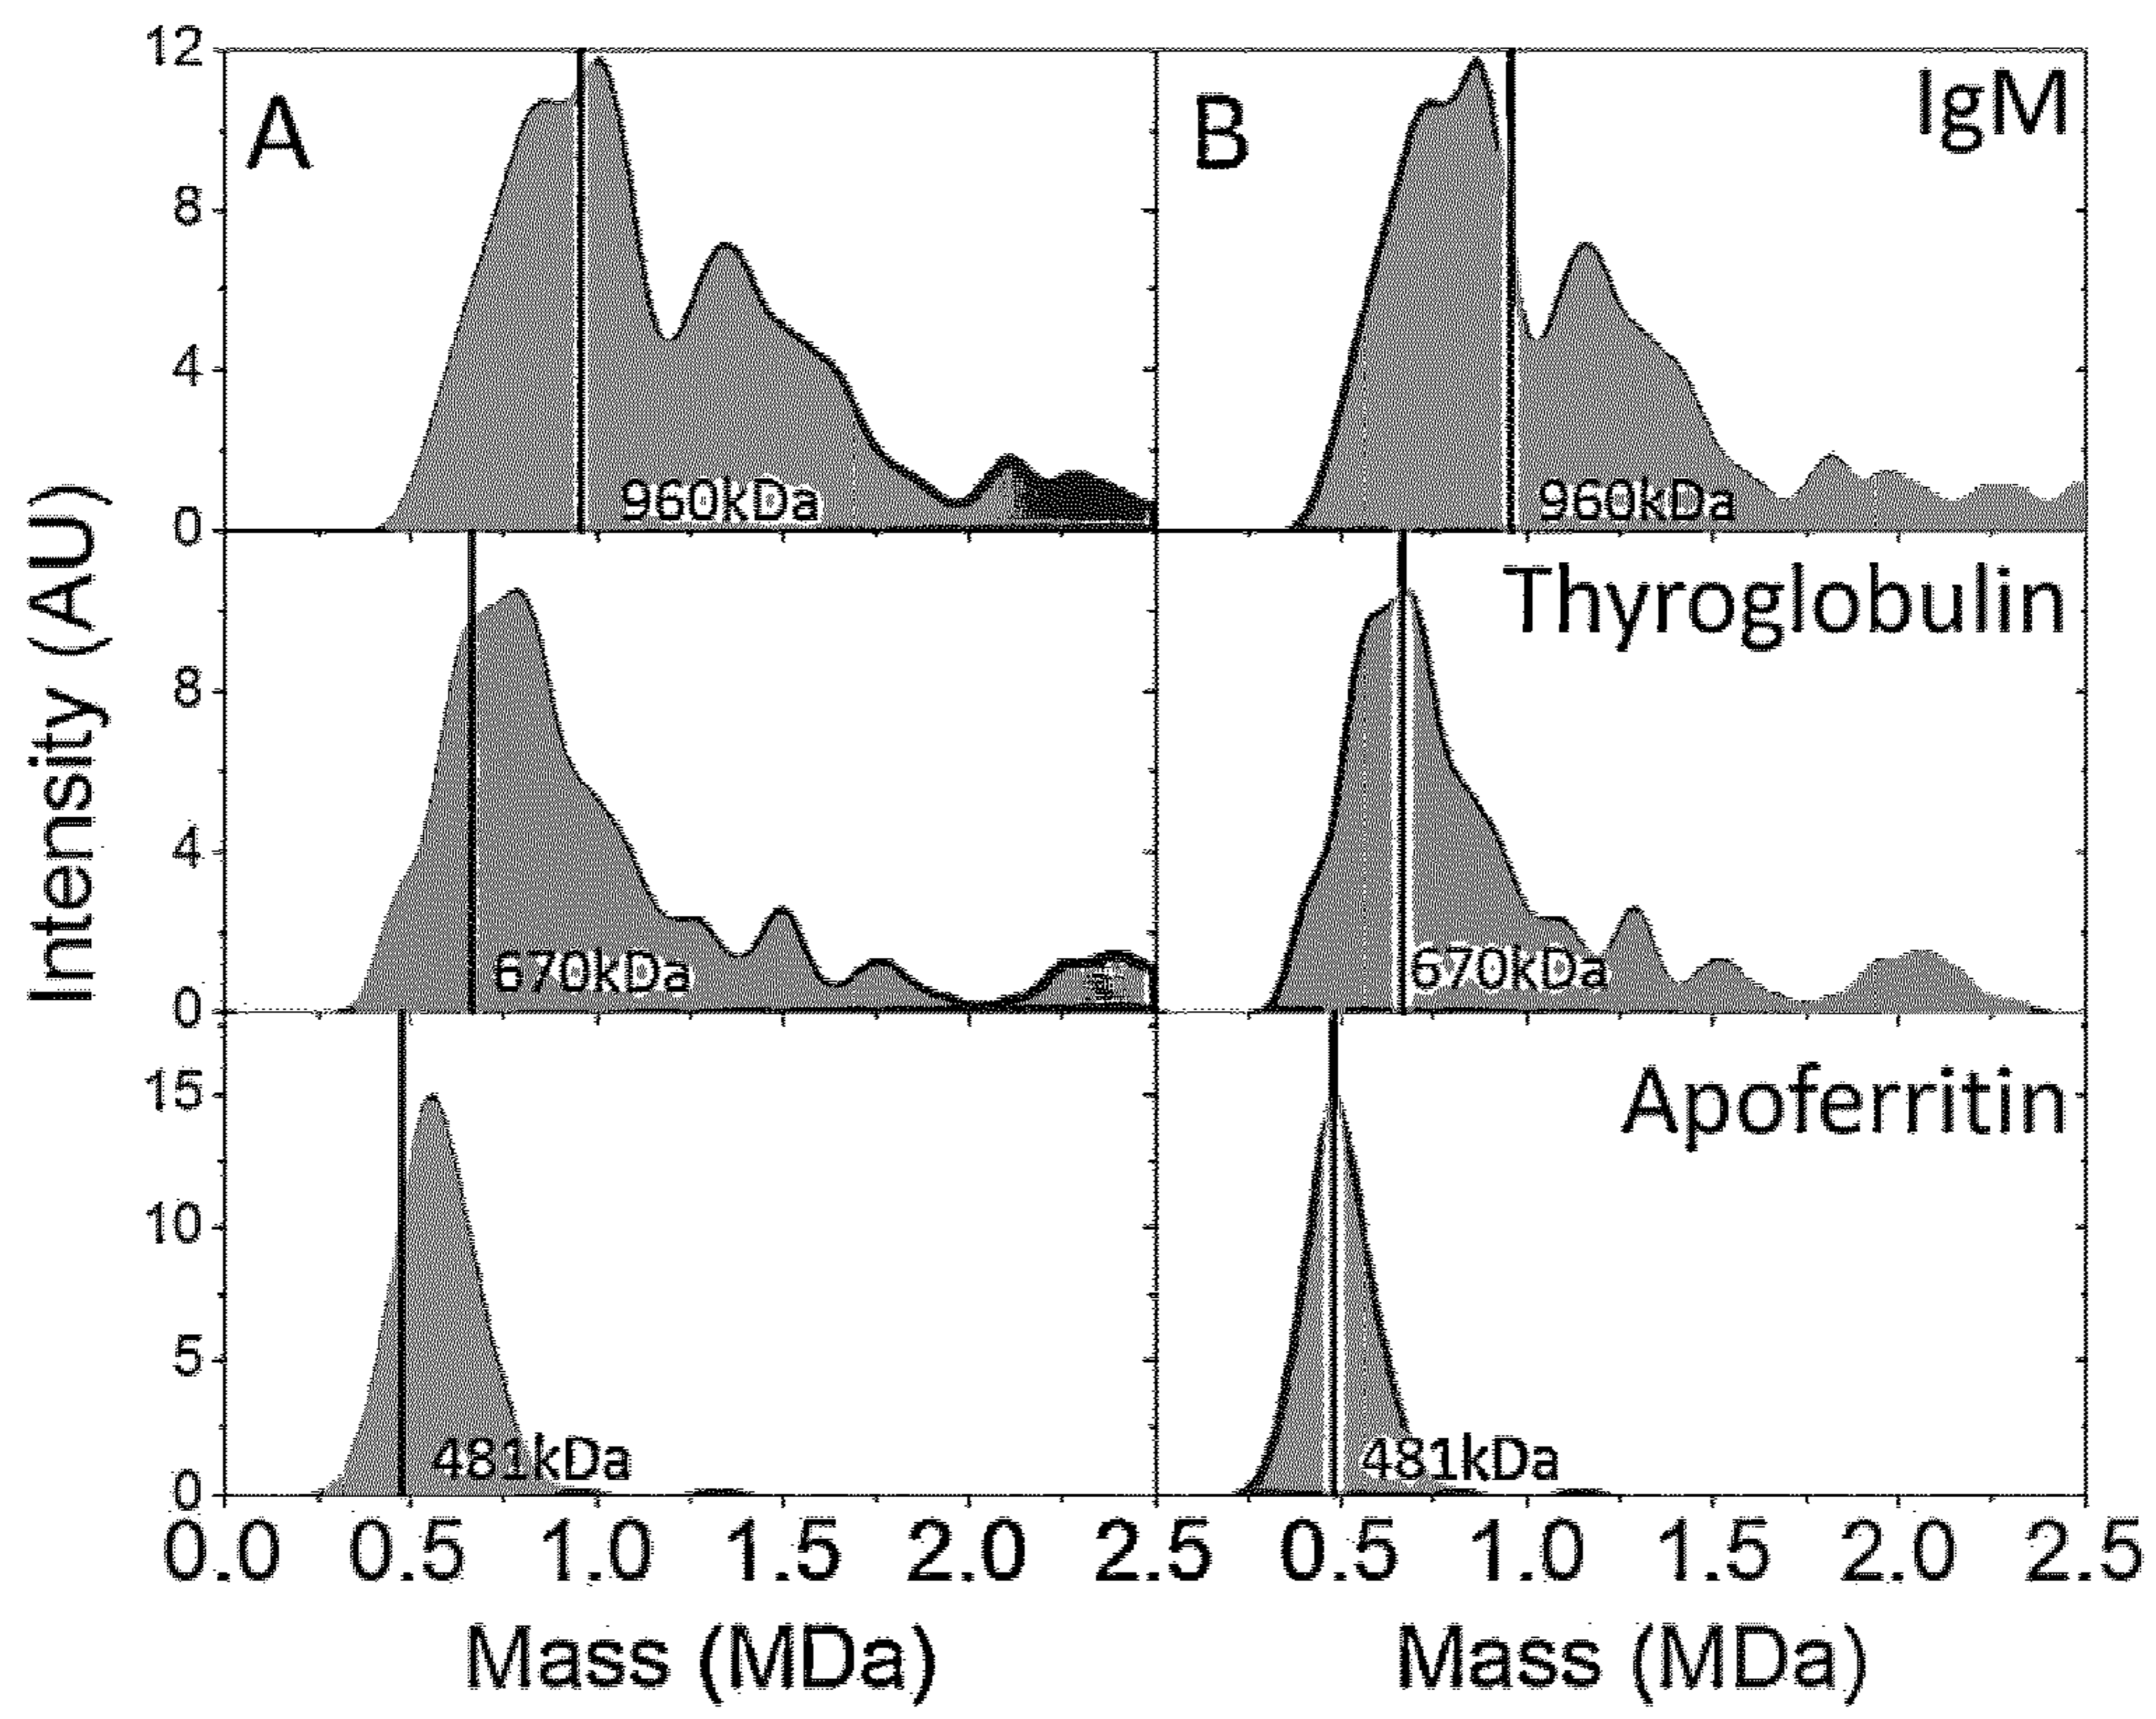 12
A
B
IgM
8
4
960kDa
960kDa
0
Thyroglobulin
8
4
670kDa
670kDa
0
Apoferritin
15
10
5
481kDa
481kDa
0
Intensity (AU)
0.0 0.5 1.0 1.5 2.0 2.5 0.5 1.0 1.5 2.0 2.5
Mass (MDa) Mass (MDa)